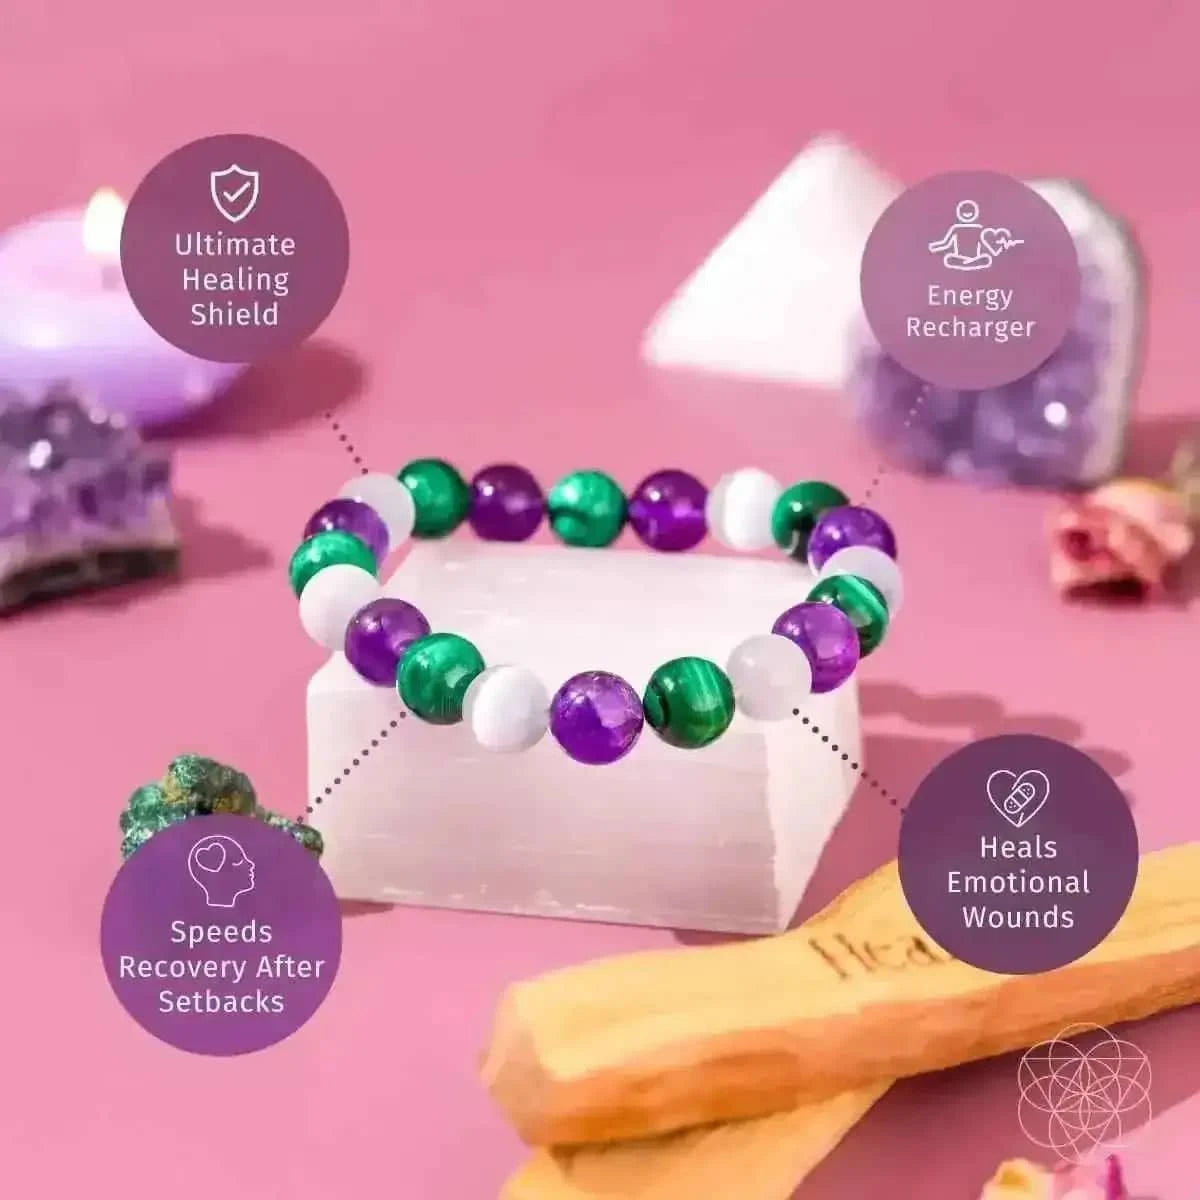 Ultimate
Healing
Shield
Energy
Recharger
Speeds
Recovery After
Setbacks
Heals
Emotional
Wounds